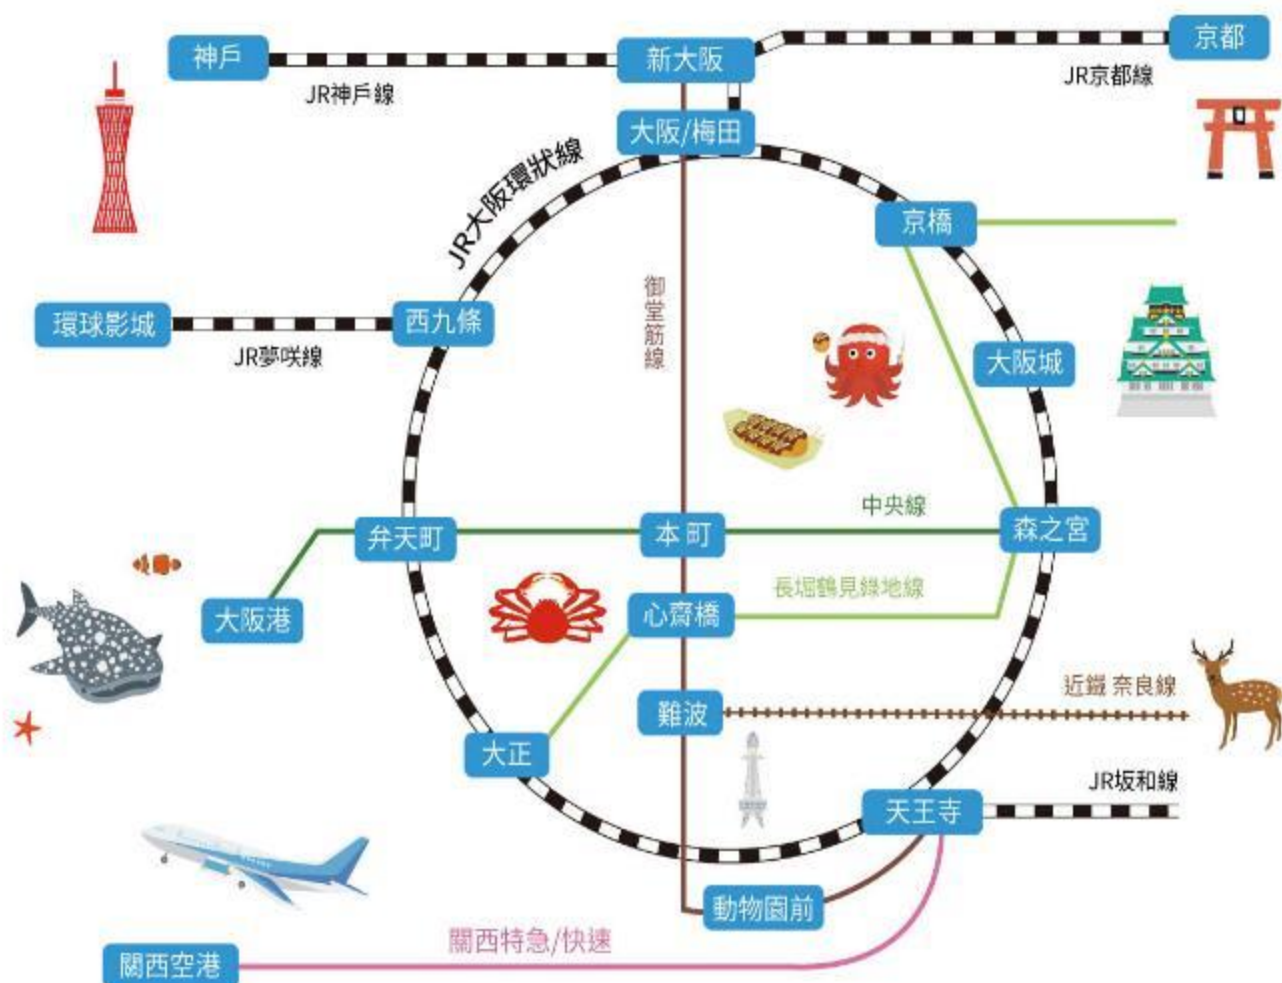 神戶
新大阪
京都
JR神戶線
JR京都線
大阪/梅田
JR大阪環狀線
京橋
環球影城
西九條
JR夢咲線
御堂筋線
大阪城
中央線
弁天町
本町
森之宮
長堀鶴見綠地線
大阪港
心齋橋
近鐵 奈良線
難波
大正
JR坂和線
天王寺
動物園前
關西特急/快速
關西空港